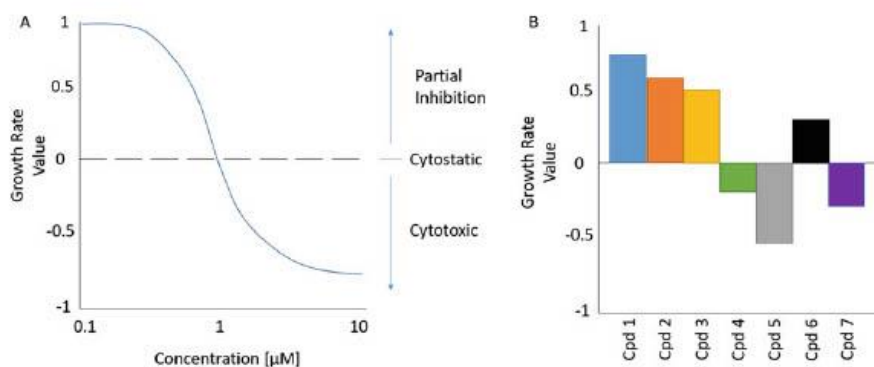 A
1
0.5
0
-0.5
-1
Growth Rate
Value
0.1
1
10
Concentration [µM]
Partial
Inhibition
Cytostatic
Cytotoxic
B
1
0.5
0
-0.5
-1
Growth Rate
Value
Cpd 1
Cpd 2
Cpd 3
Cpd 4
Cpd 5
Cpd 6
Cpd 7